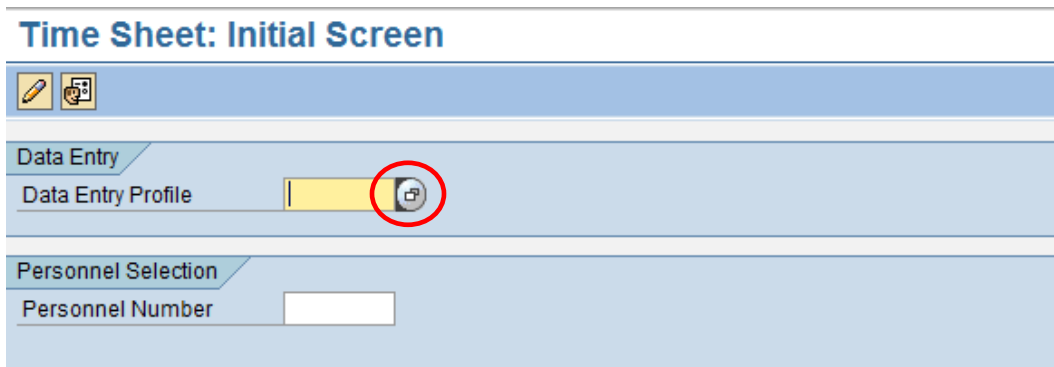 Time Sheet: Initial Screen
Data Entry
Data Entry Profile
Personnel Selection
Personnel Number